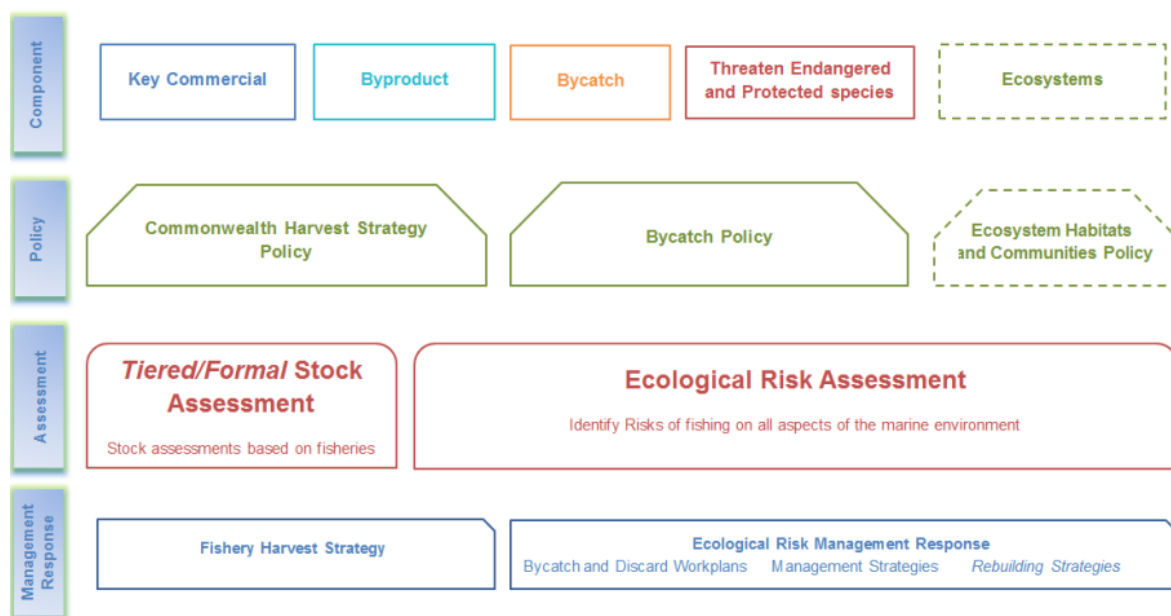 Component
Key Commercial
Byproduct
Bycatch
Threaten Endangered
and Protected species
Ecosystems
Policy
Commonwealth Harvest Strategy
Policy
Bycatch Policy
Ecosystem Habitats
and Communities Policy
Assessment
Tiered/Formal Stock
Assessment
Stock assessments based on fisheries
Ecological Risk Assessment
Identify Risks of fishing on all aspects of the marine environment
Management
Response
Fishery Harvest Strategy
Ecological Risk Management Response
Bycatch and Discard Workplans Management Strategies Rebuilding Strategies